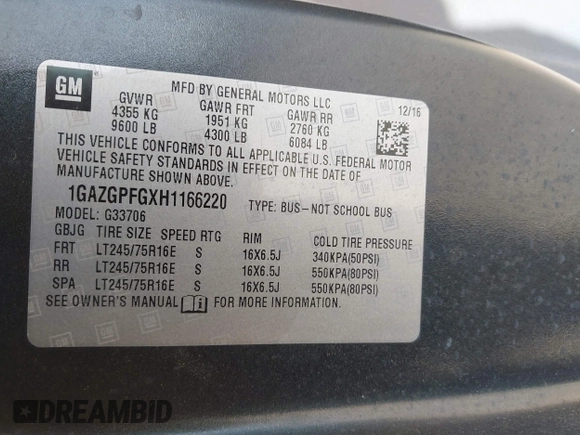 GM
MFD BY GENERAL MOTORS LLC
GVWR GAWR FRT GAWR RR 12/16
4355 KG 1951 KG 2760 KG
9600 LB 4300 LB 6084 LB
THIS VEHICLE CONFORMS TO ALL APPLICABLE U.S. FEDERAL MOTOR
VEHICLE SAFETY STANDARDS IN EFFECT ON THE DATE OF
MANUFACTURE SHOWN ABOVE.
1GAZGPFGXH1166220 TYPE: BUS–NOT SCHOOL BUS
MODEL: G33706
GBJG TIRE SIZE SPEED RTG RIM COLD TIRE PRESSURE
FRT LT245/75R16E S 16X6.5J 340KPA(50PSI)
RR LT245/75R16E S 16X6.5J 550KPA(80PSI)
SPA LT245/75R16E S 16X6.5J 550KPA(80PSI)
SEE OWNER'S MANUAL FOR MORE INFORMATION.
DREAMBID